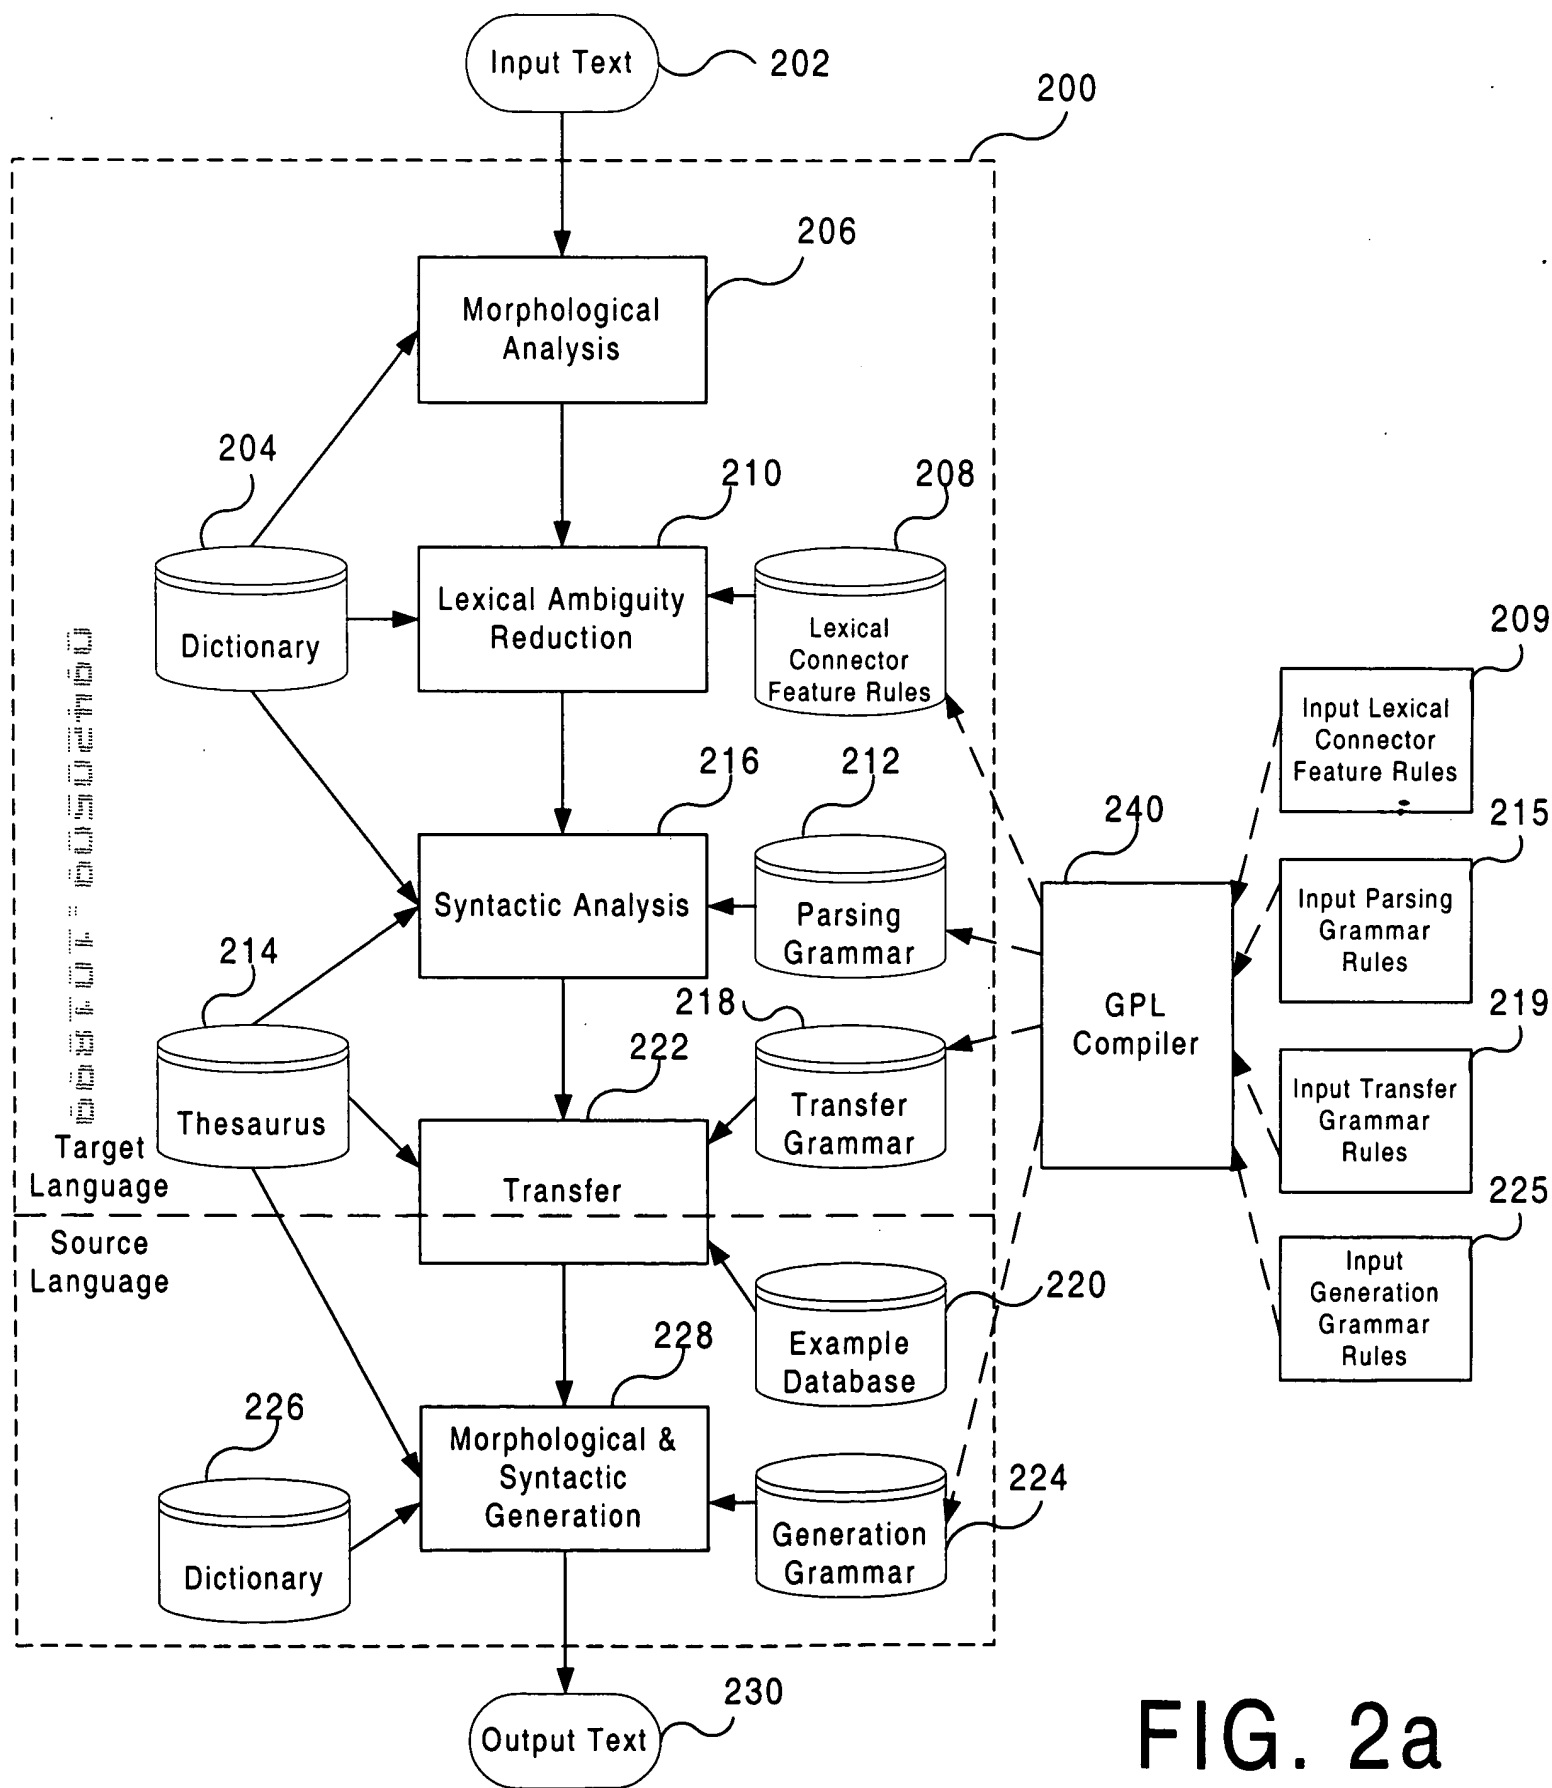 Input Text
202
200
206
Morphological
Analysis
204
210
208
Dictionary
Lexical Ambiguity
Reduction
Lexical
Connector
Feature Rules
209
Input Lexical
Connector
Feature Rules
216
212
240
215
Syntactic Analysis
Parsing
Grammar
Input Parsing
Grammar
Rules
214
218
GPL
Compiler
219
222
Thesaurus
Transfer
Grammar
Input Transfer
Grammar
Rules
Target
Language
Transfer
225
Source
Language
220
Input
Generation
Grammar
Rules
228
Example
Database
226
Morphological &
Syntactic
Generation
224
Dictionary
Generation
Grammar
230
Output Text
FIG. 2a